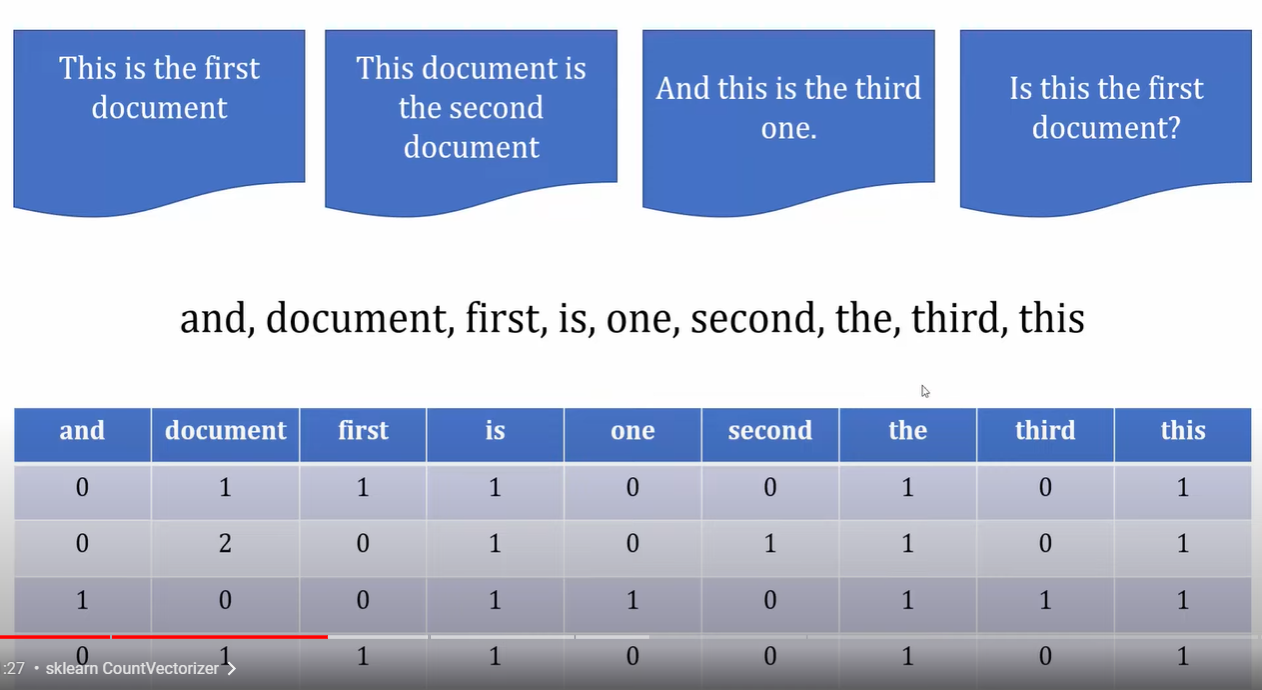 This is the first
document
This document is
the second
document
And this is the third
one.
Is this the first
document?
and, document, first, is, one, second, the, third, this
and document first is one second the third this
0 1 1 1 0 0 1 0 1
0 2 0 1 0 1 1 0 1
1 0 0 1 1 0 1 1 1
0 1 1 1 0 0 1 0 1
:27 • sklearn CountVectorizer >